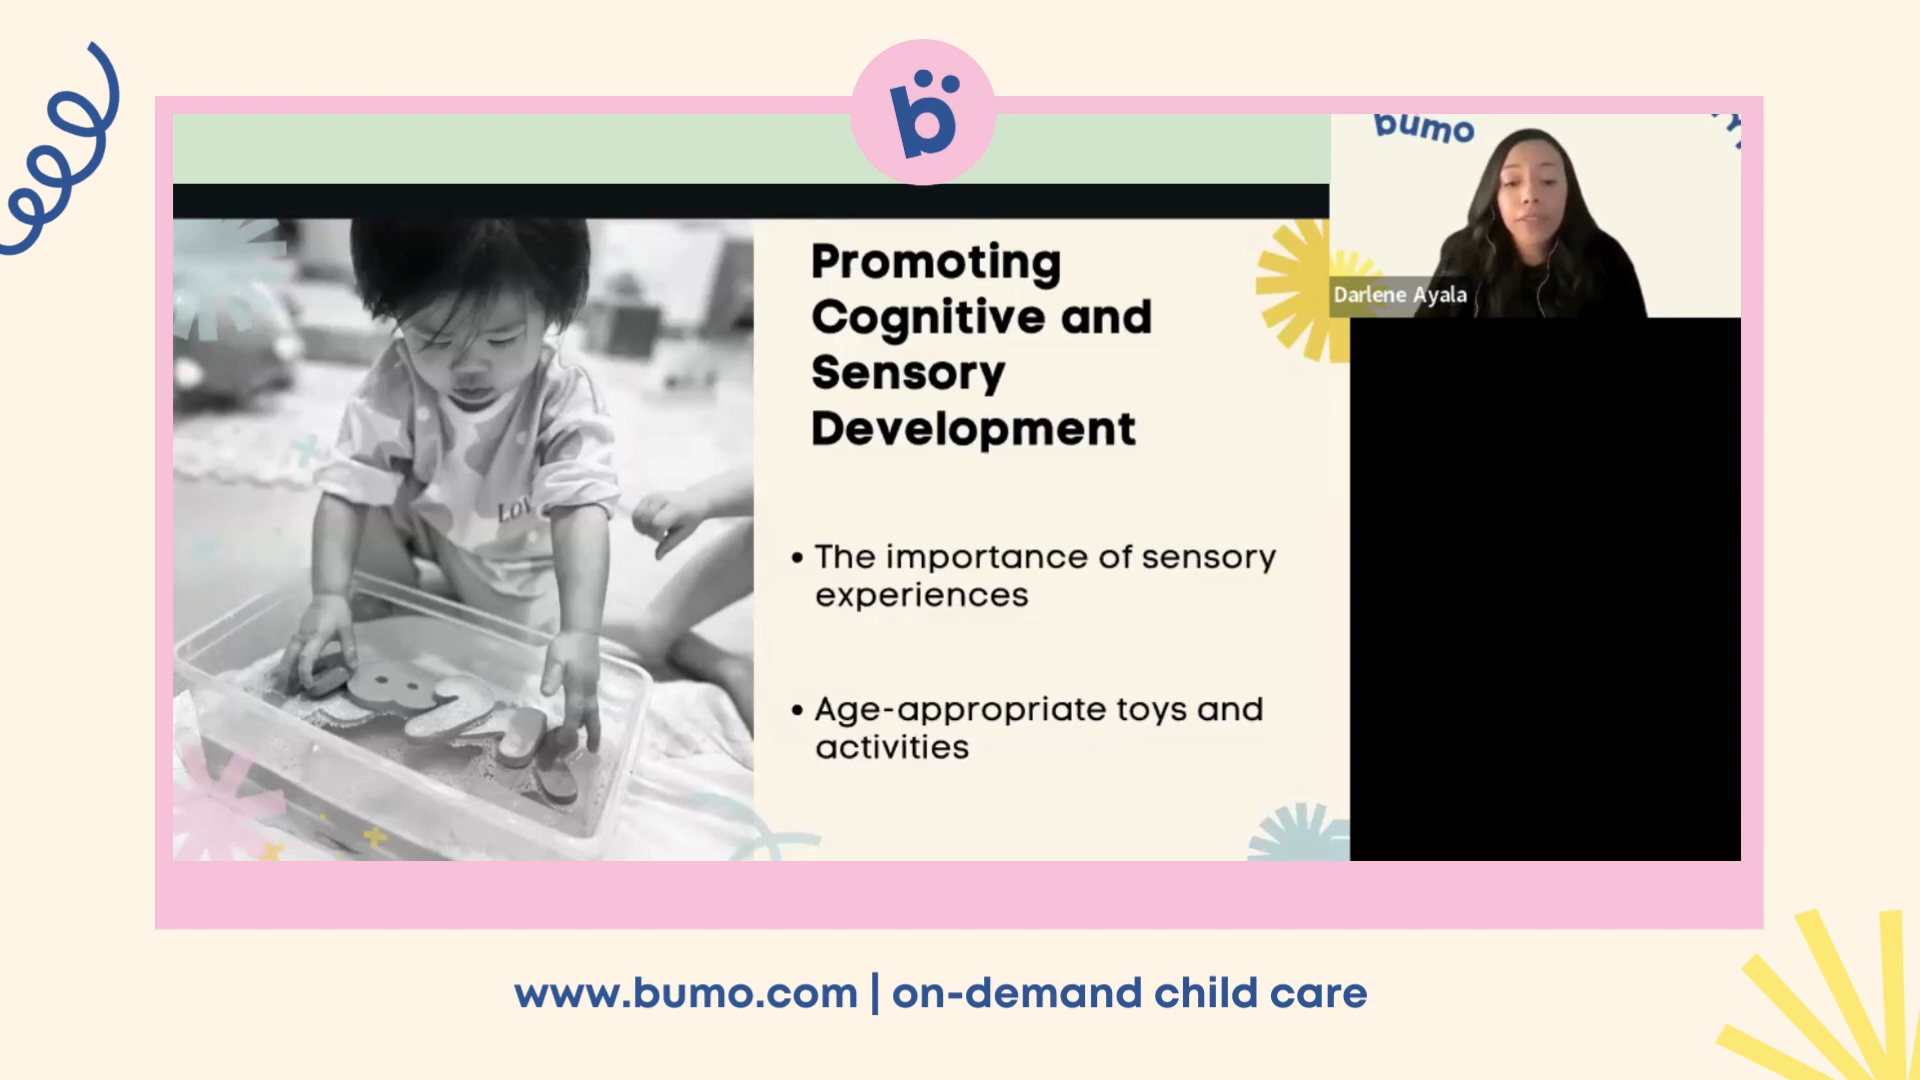 b
bumo
Darlene Ayala
Promoting
Cognitive and
Sensory
Development
LOV
• The importance of sensory
experiences
• Age-appropriate toys and
activities
www.bumo.com | on-demand child care